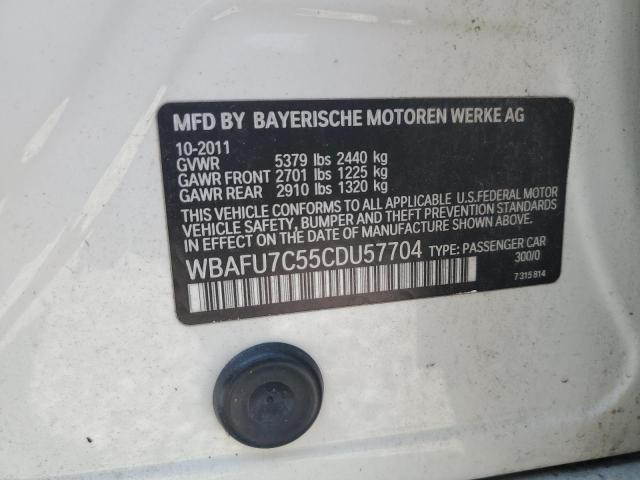 MFD BY BAYERISCHE MOTOREN WERKE AG
10-2011
GVWR 5379 lbs 2440 kg
GAWR FRONT 2701 lbs 1225 kg
GAWR REAR 2910 lbs 1320 kg
THIS VEHICLE CONFORMS TO ALL APPLICABLE U.S.FEDERAL MOTOR
VEHICLE SAFETY, BUMPER AND THEFT PREVENTION STANDARDS
IN EFFECT ON THE DATE OF MANUFACTURE SHOWN ABOVE.
WBAFU7C55CDU57704 TYPE: PASSENGER CAR
300/0
7 315 814